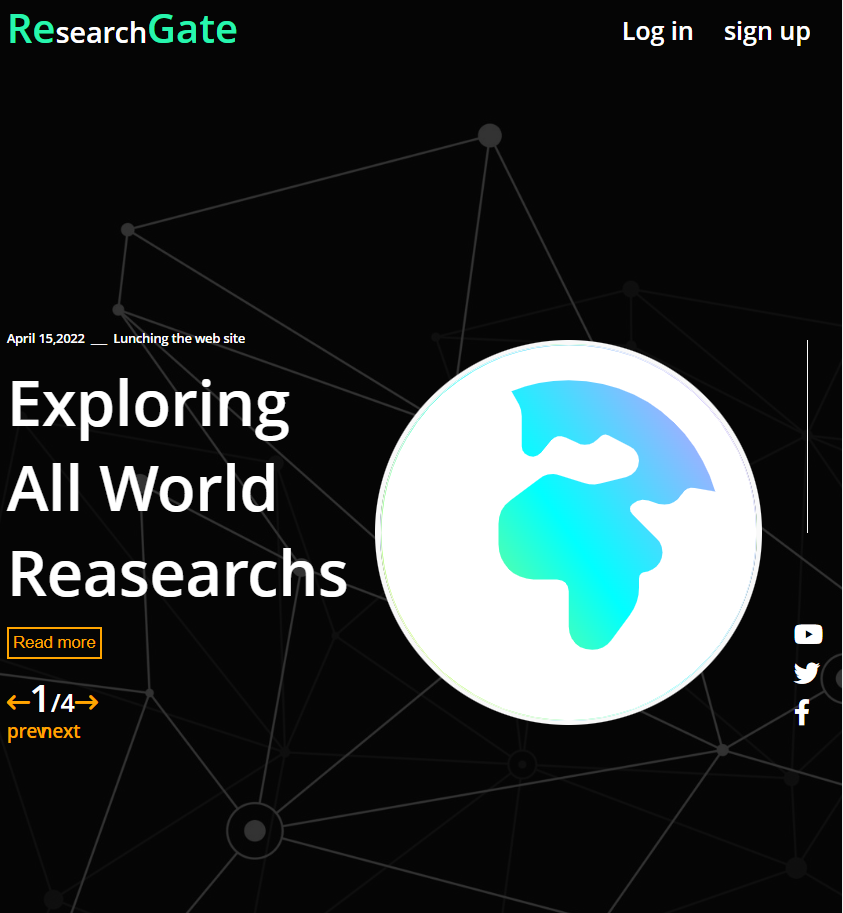 ResearchGate
Log in sign up
April 15,2022 __ Lunching the web site
Exploring
All World
Reasearchs
Read more
←1/4→
prevnext